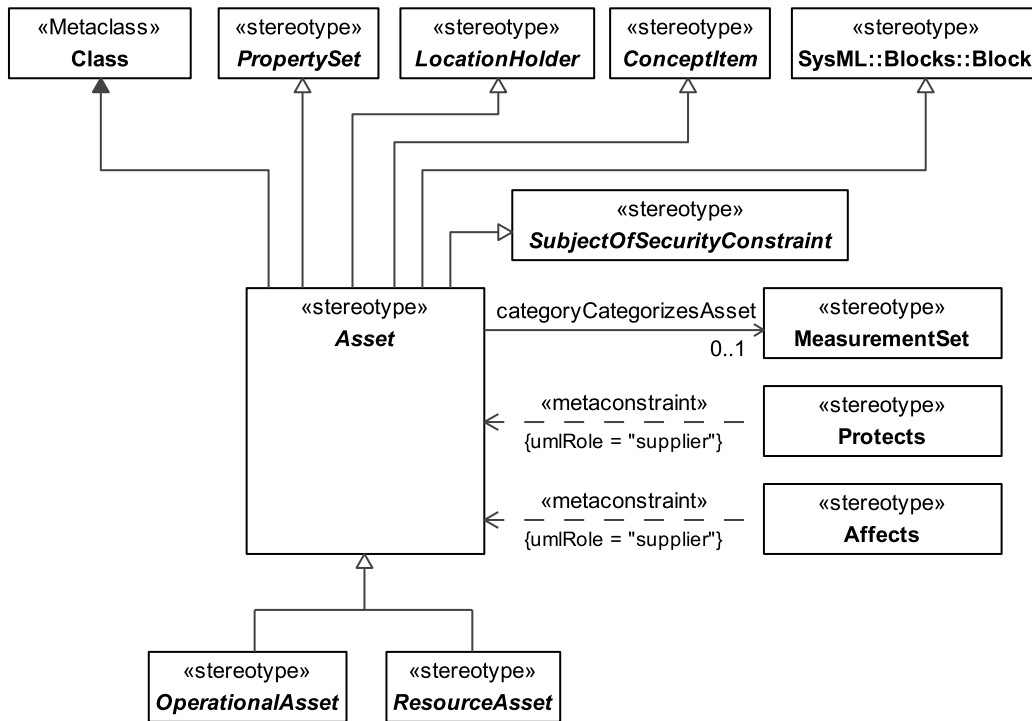 «Metaclass»
Class
«stereotype»
PropertySet
«stereotype»
LocationHolder
«stereotype»
ConceptItem
«stereotype»
SysML::Blocks::Block
«stereotype»
SubjectOfSecurityConstraint
«stereotype»
Asset
categoryCategorizesAsset
0..1
«stereotype»
MeasurementSet
«metaconstraint»
{umlRole = "supplier"}
«stereotype»
Protects
«metaconstraint»
{umlRole = "supplier"}
«stereotype»
Affects
«stereotype»
OperationalAsset
«stereotype»
ResourceAsset